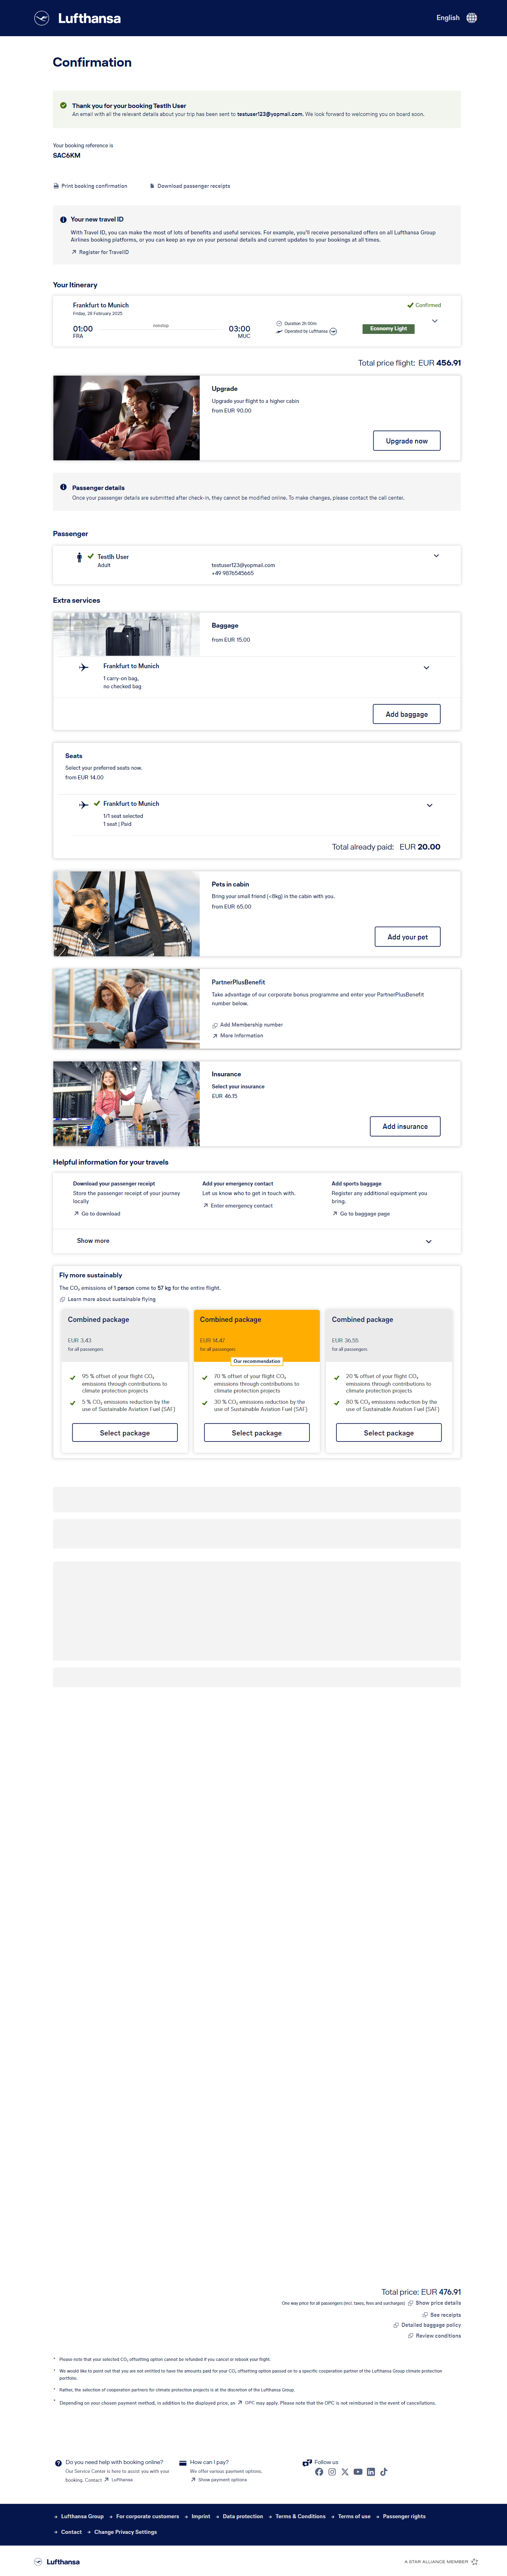 Lufthansa
English
Confirmation
Thank you for your booking Testlh User
An email with all the relevant details about your trip has been sent to testuser123@yopmail.com. We look forward to welcoming you on board soon.
Your booking reference is
SAC6KM
Print booking confirmation
Download passenger receipts
Your new travel ID
With Travel ID, you can make the most of lots of benefits and useful services. For example, you'll receive personalized offers on all Lufthansa Group
Airlines booking platforms, or you can keep an eye on your personal details and current updates to your bookings at all times.
Register for TravelID
Your Itinerary
Frankfurt to Munich
Confirmed
Friday, 28 February 2025
01:00
nonstop
03:00
FRA
MUC
Duration 2h 00m
Operated by Lufthansa
Economy Light
Total price flight: EUR 456.91
Upgrade
Upgrade your flight to a higher cabin
from EUR 90.00
Upgrade now
Passenger details
Once your passenger details are submitted after check-in, they cannot be modified online. To make changes, please contact the call center.
Passenger
Testlh User
Adult
testuser123@yopmail.com
+49 9876545665
Extra services
Baggage
from EUR 15.00
Frankfurt to Munich
1 carry-on bag,
no checked bag
Add baggage
Seats
Select your preferred seats now.
from EUR 14.00
Frankfurt to Munich
1/1 seat selected
1 seat | Paid
Total already paid: EUR 20.00
Pets in cabin
Bring your small friend (<8kg) in the cabin with you.
from EUR 65.00
Add your pet
PartnerPlusBenefit
Take advantage of our corporate bonus programme and enter your PartnerPlusBenefit
number below.
Add Membership number
More Information
Insurance
Select your insurance
EUR 46.15
Add insurance
Helpful information for your travels
Download your passenger receipt
Store the passenger receipt of your journey
locally
Go to download
Add your emergency contact
Let us know who to get in touch with.
Enter emergency contact
Add sports baggage
Register any additional equipment you
bring.
Go to baggage page
Show more
Fly more sustainably
The CO₂ emissions of 1 person come to 57 kg for the entire flight.
Learn more about sustainable flying
Combined package
EUR 3.43
for all passengers
95 % offset of your flight CO₂
emissions through contributions to
climate protection projects
5 % CO₂ emissions reduction by the
use of Sustainable Aviation Fuel (SAF)
Select package
Combined package
EUR 14.47
for all passengers
Our recommendation
70 % offset of your flight CO₂
emissions through contributions to
climate protection projects
30 % CO₂ emissions reduction by the
use of Sustainable Aviation Fuel (SAF)
Select package
Combined package
EUR 36.55
for all passengers
20 % offset of your flight CO₂
emissions through contributions to
climate protection projects
80 % CO₂ emissions reduction by the
use of Sustainable Aviation Fuel (SAF)
Select package
Total price: EUR 476.91
One way price for all passengers (incl. taxes, fees and surcharges)
Show price details
See receipts
Detailed baggage policy
Review conditions
* Please note that your selected CO₂ offsetting option cannot be refunded if you cancel or rebook your flight.
* We would like to point out that you are not entitled to have the amounts paid for your CO₂ offsetting option passed on to a specific cooperation partner of the Lufthansa Group climate protection
portfolio.
* Rather, the selection of cooperation partners for climate protection projects is at the discretion of the Lufthansa Group.
* Depending on your chosen payment method, in addition to the displayed price, an OPC may apply. Please note that the OPC is not reimbursed in the event of cancellations.
Do you need help with booking online?
Our Service Center is here to assist you with your
booking. Contact Lufthansa
How can I pay?
We offer various payment options.
Show payment options
Follow us
Lufthansa Group
For corporate customers
Imprint
Data protection
Terms & Conditions
Terms of use
Passenger rights
Contact
Change Privacy Settings
Lufthansa
A STAR ALLIANCE MEMBER